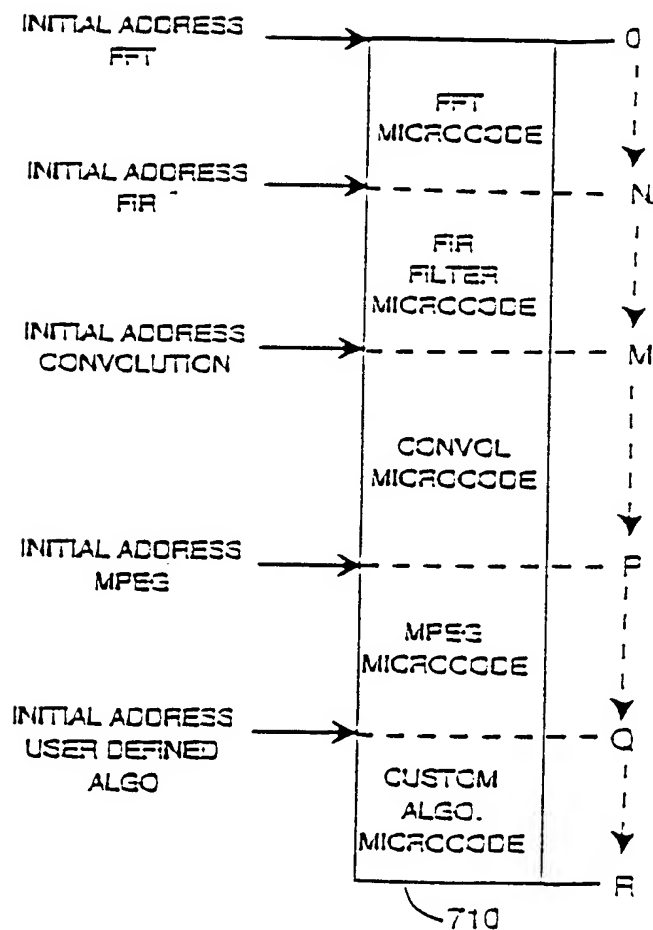 INITIAL ADDRESS
FFT
0
FFT
MICROCODE
INITIAL ADDRESS
FIR
N
FIR
FILTER
MICROCODE
INITIAL ADDRESS
CONVOLUTION
M
CONVOL
MICROCODE
INITIAL ADDRESS
MPEG
P
MPEG
MICROCODE
INITIAL ADDRESS
USER DEFINED
ALGO
Q
CUSTOM
ALGO.
MICROCODE
R
710